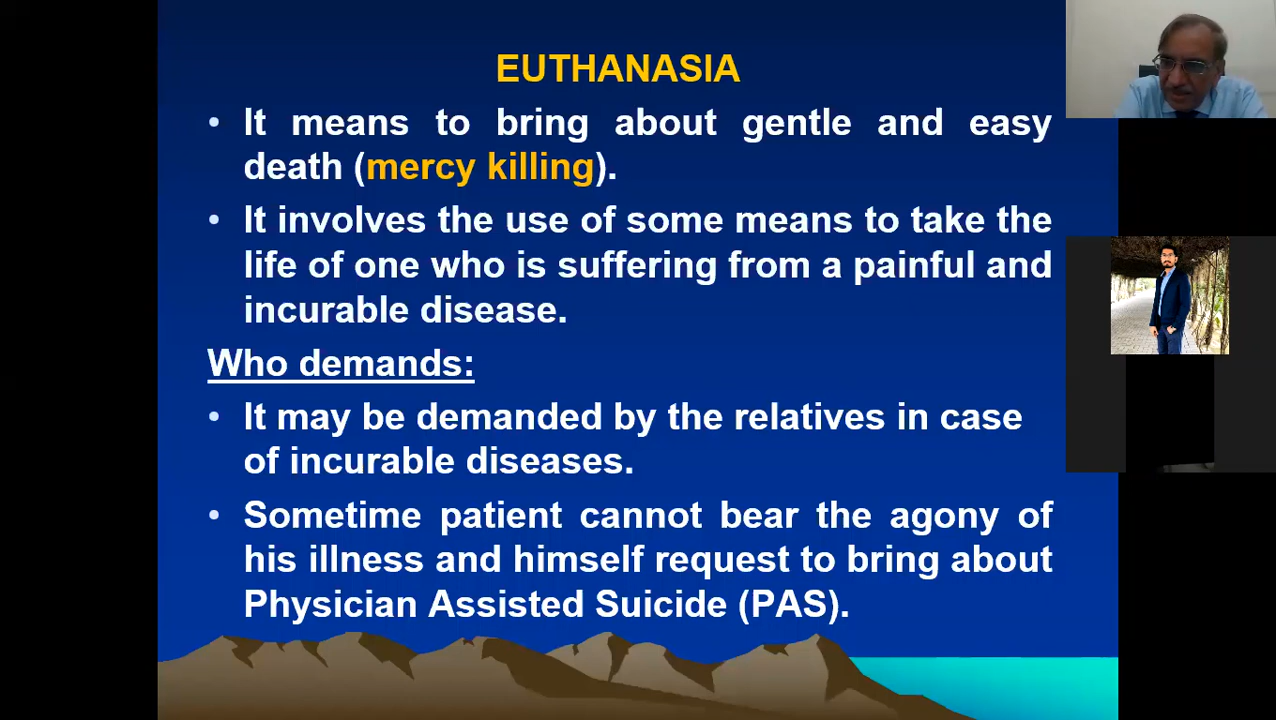 EUTHANASIA
• It means to bring about gentle and easy
death (mercy killing).
• It involves the use of some means to take the
life of one who is suffering from a painful and
incurable disease.
Who demands:
• It may be demanded by the relatives in case
of incurable diseases.
• Sometime patient cannot bear the agony of
his illness and himself request to bring about
Physician Assisted Suicide (PAS).